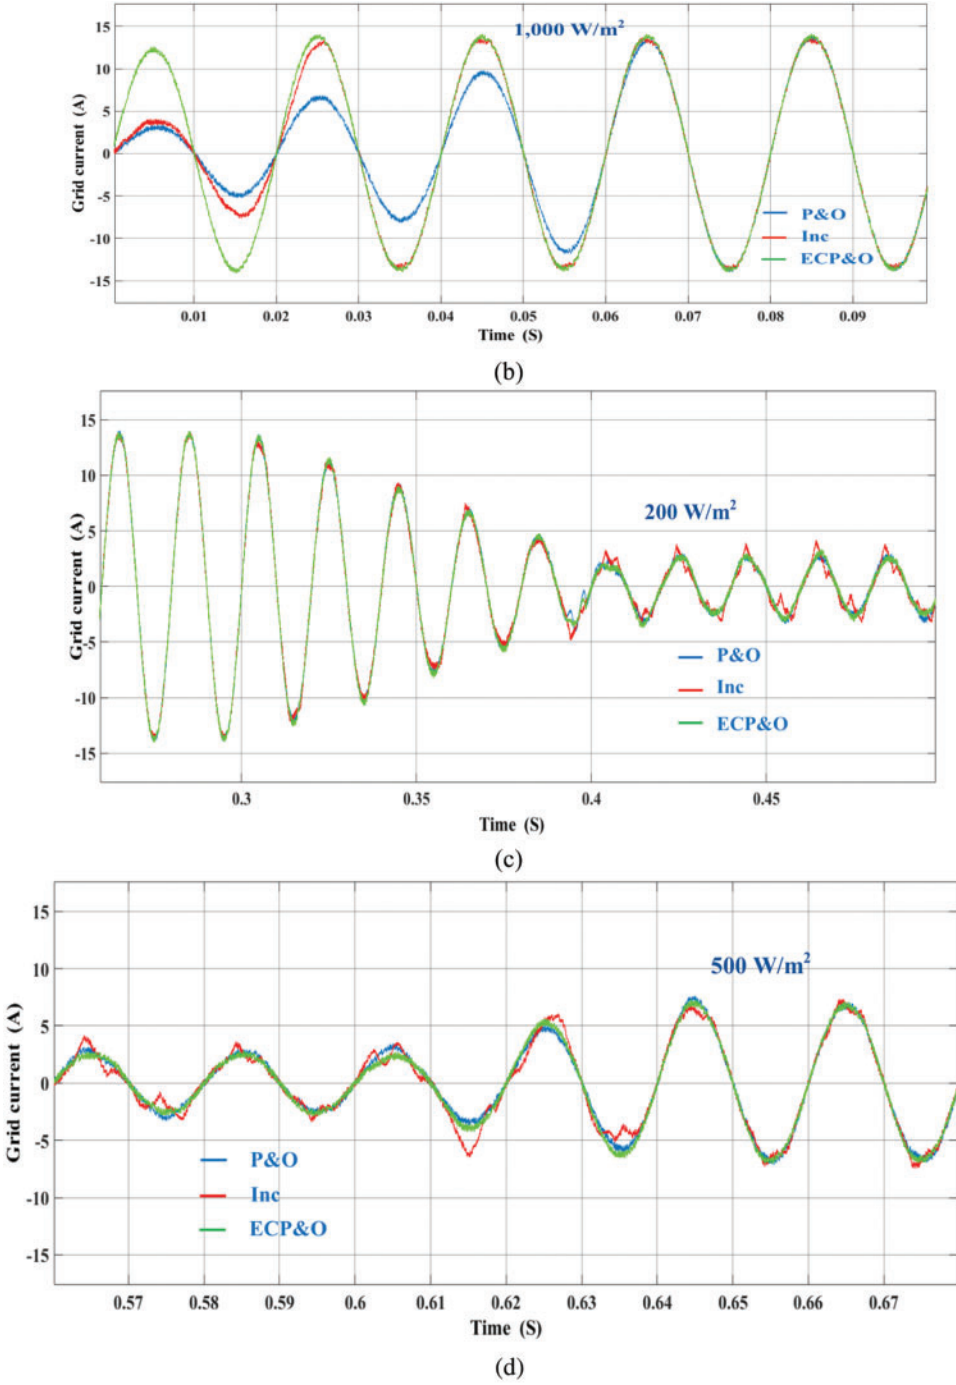 1,000 W/m²
15
10
5
0
-5
-10
-15
Grid current (A)
P&O
Inc
ECP&O
0.01 0.02 0.03 0.04 0.05 0.06 0.07 0.08 0.09
Time (S)
(b)
15
10
5
0
-5
-10
-15
Grid current (A)
200 W/m²
P&O
Inc
ECP&O
0.3 0.35 0.4 0.45
Time (S)
(c)
15
10
5
0
-5
-10
-15
Grid current (A)
500 W/m²
P&O
Inc
ECP&O
0.57 0.58 0.59 0.6 0.61 0.62 0.63 0.64 0.65 0.66 0.67
Time (S)
(d)